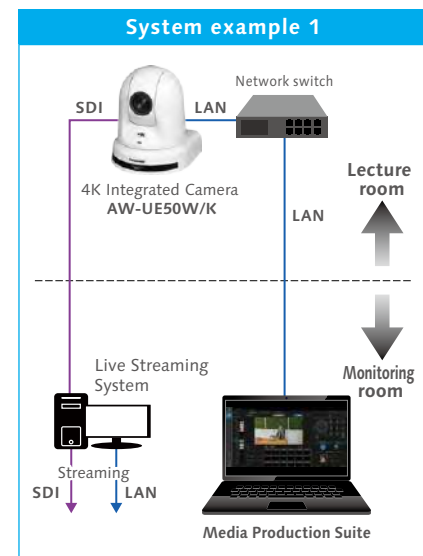 System example 1
Network switch
SDI
LAN
4K Integrated Camera
AW-UE50W/K
Lecture
room
LAN
Monitoring
room
Live Streaming
System
Streaming
SDI
LAN
Media Production Suite